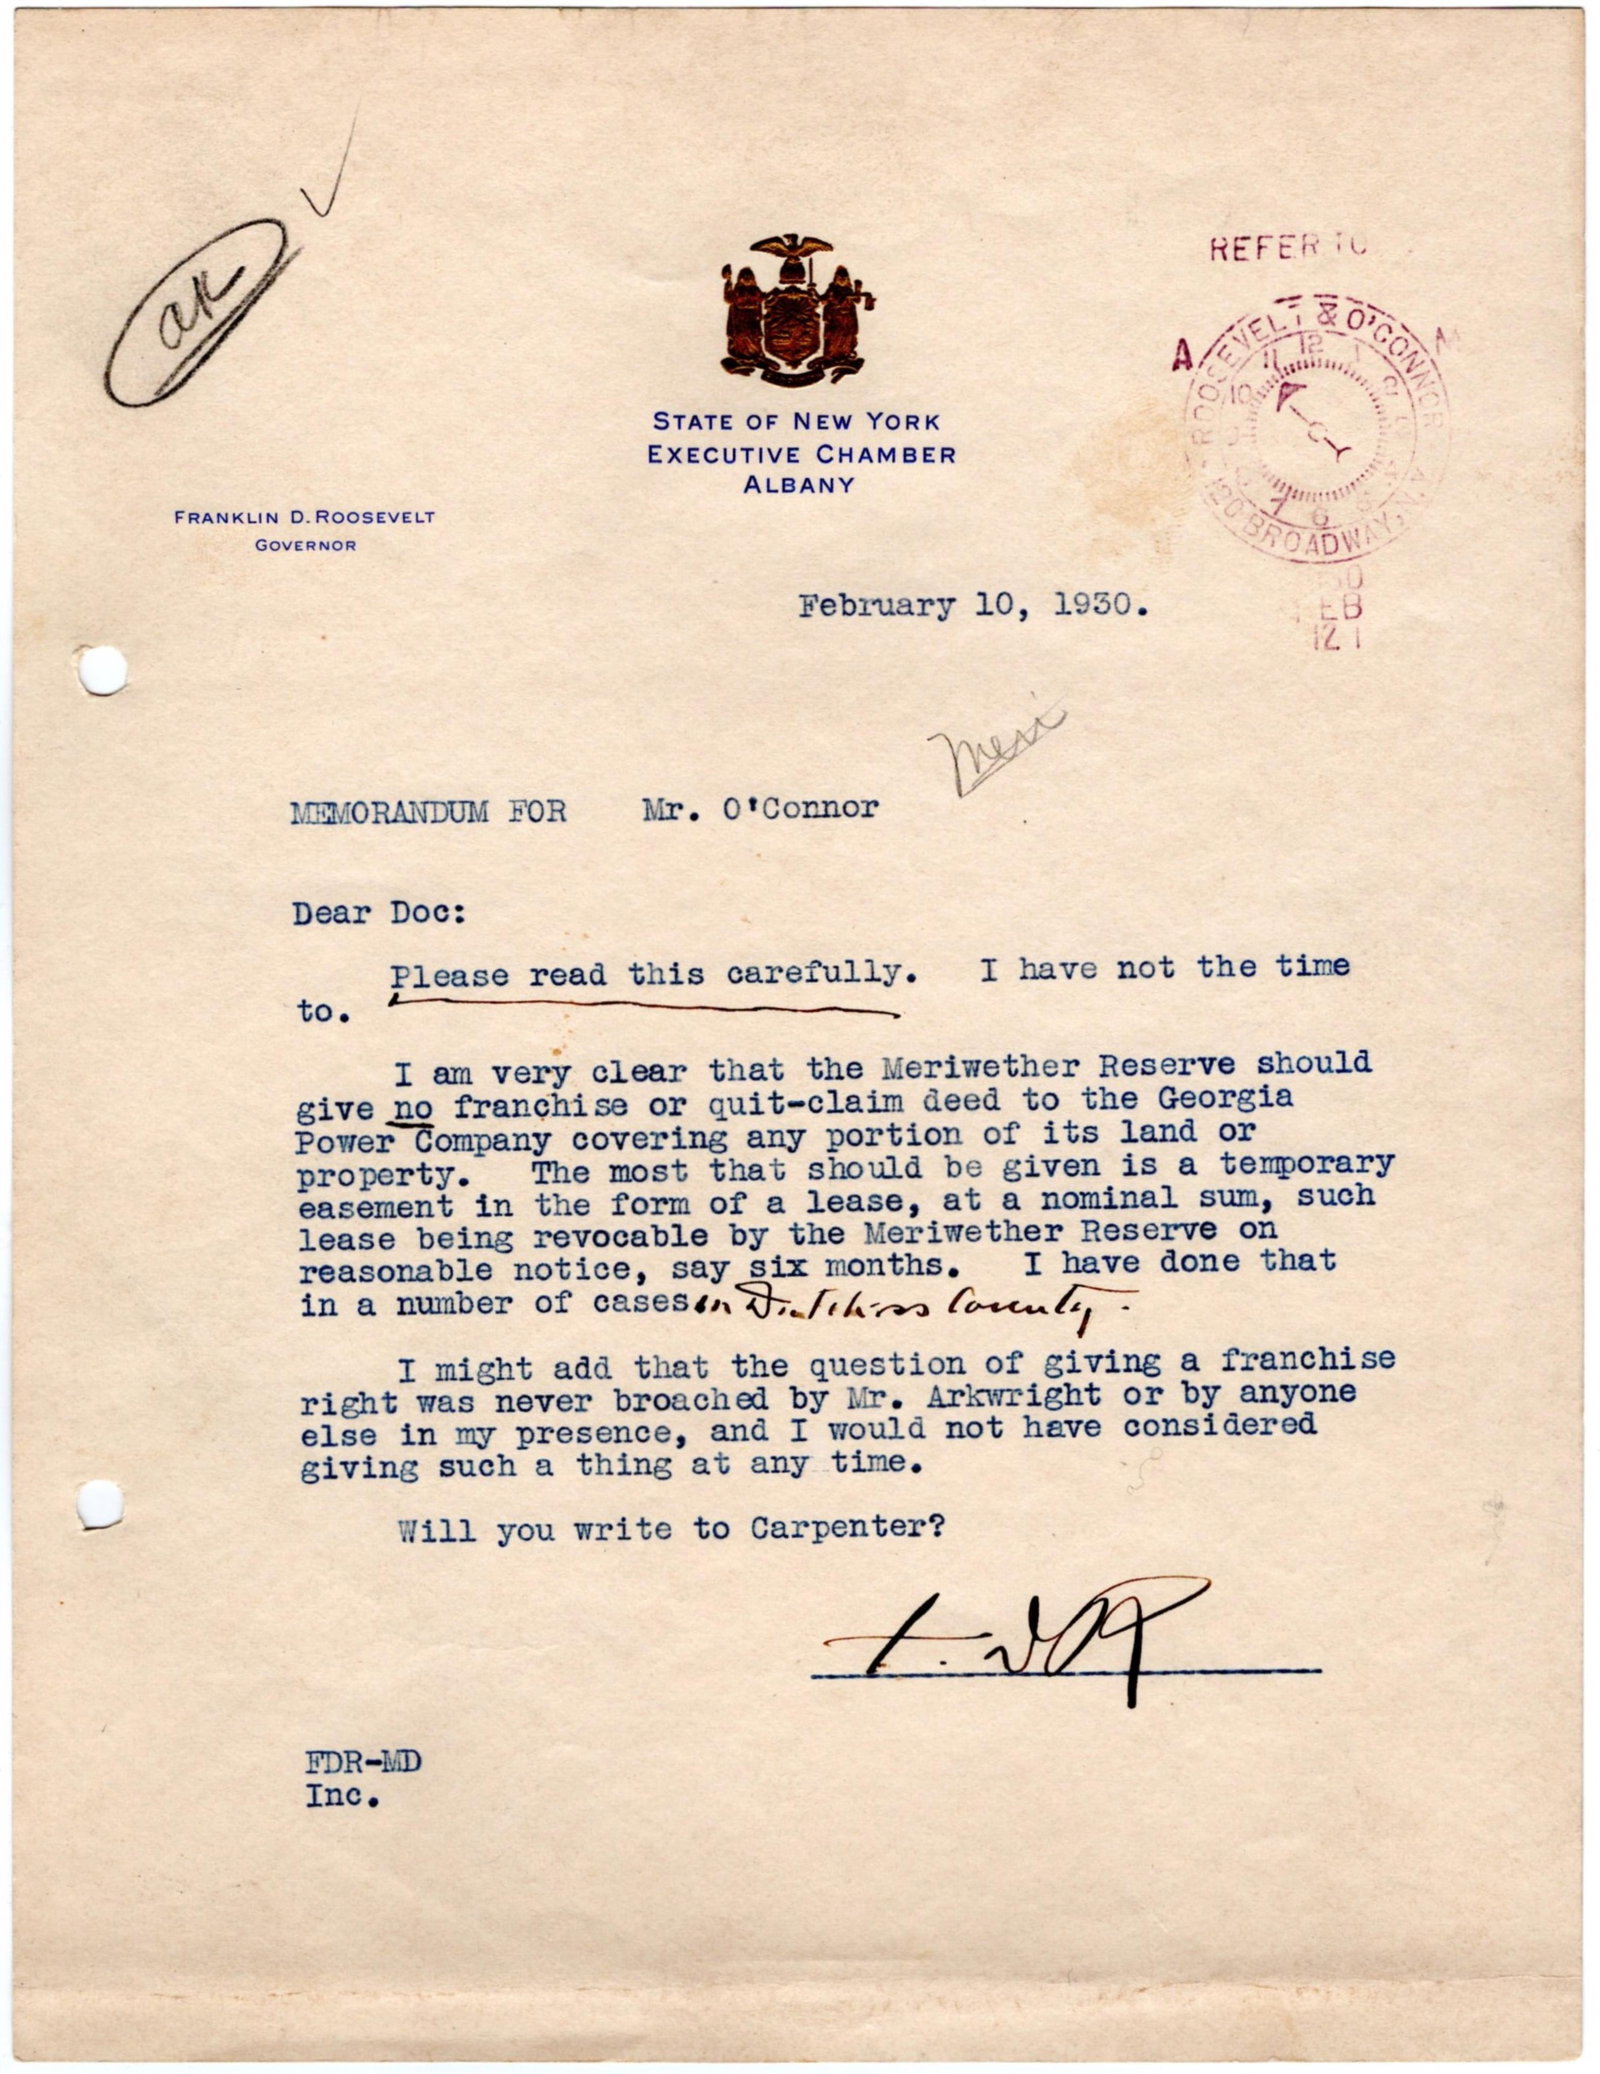 ak
REFER TO
A M
ROOSEVELT & O'CONNOR
120 BROADWAY, N.Y.
STATE OF NEW YORK
EXECUTIVE CHAMBER
ALBANY
FRANKLIN D. ROOSEVELT
GOVERNOR
FEB
12 1
February 10, 1930.
Meri
MEMORANDUM FOR Mr. O'Connor
Dear Doc:
Please read this carefully. I have not the time
to.
I am very clear that the Meriwether Reserve should
give no franchise or quit-claim deed to the Georgia
Power Company covering any portion of its land or
property. The most that should be given is a temporary
easement in the form of a lease, at a nominal sum, such
lease being revocable by the Meriwether Reserve on
reasonable notice, say six months. I have done that
in a number of cases in Dutchess County.
I might add that the question of giving a franchise
right was never broached by Mr. Arkwright or by anyone
else in my presence, and I would not have considered
giving such a thing at any time.
Will you write to Carpenter?
F.D.R
FDR-MD
Inc.